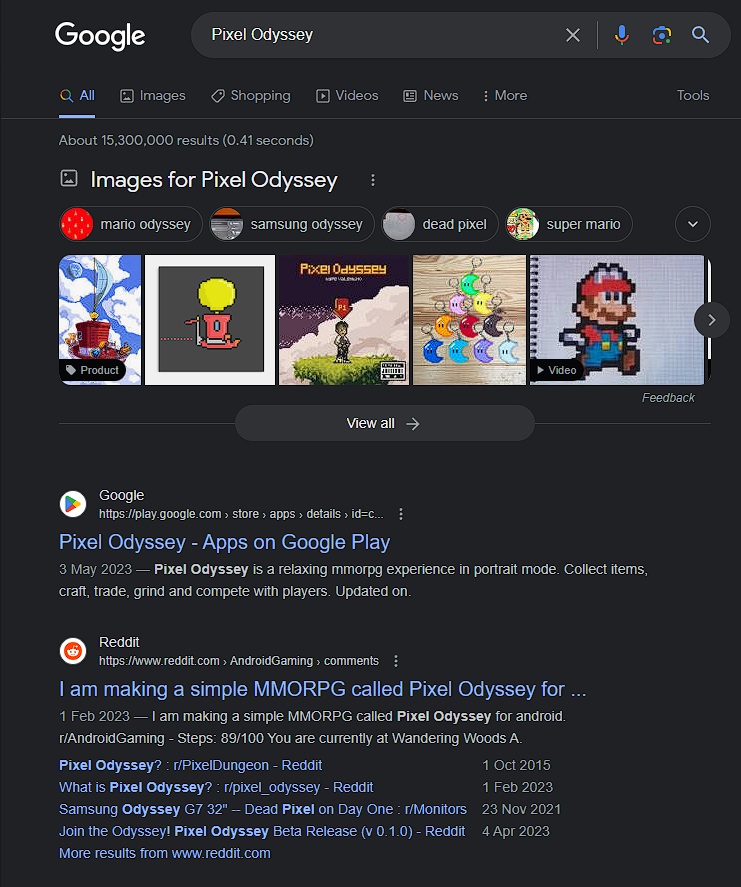 Google
Pixel Odyssey
All Images Shopping Videos News More Tools
About 15,300,000 results (0.41 seconds)
Images for Pixel Odyssey
mario odyssey samsung odyssey dead pixel super mario
Pixel Odyssey
P1
Product
Video
Feedback
View all
Google
https://play.google.com › store › apps › details › id=c...
Pixel Odyssey - Apps on Google Play
3 May 2023 — Pixel Odyssey is a relaxing mmorpg experience in portrait mode. Collect items,
craft, trade, grind and compete with players. Updated on.
Reddit
https://www.reddit.com › AndroidGaming › comments
I am making a simple MMORPG called Pixel Odyssey for ...
1 Feb 2023 — I am making a simple MMORPG called Pixel Odyssey for android.
r/AndroidGaming - Steps: 89/100 You are currently at Wandering Woods A.
Pixel Odyssey? : r/PixelDungeon - Reddit 1 Oct 2015
What is Pixel Odyssey? : r/pixel_odyssey - Reddit 1 Feb 2023
Samsung Odyssey G7 32" -- Dead Pixel on Day One : r/Monitors 23 Nov 2021
Join the Odyssey! Pixel Odyssey Beta Release (v 0.1.0) - Reddit 4 Apr 2023
More results from www.reddit.com